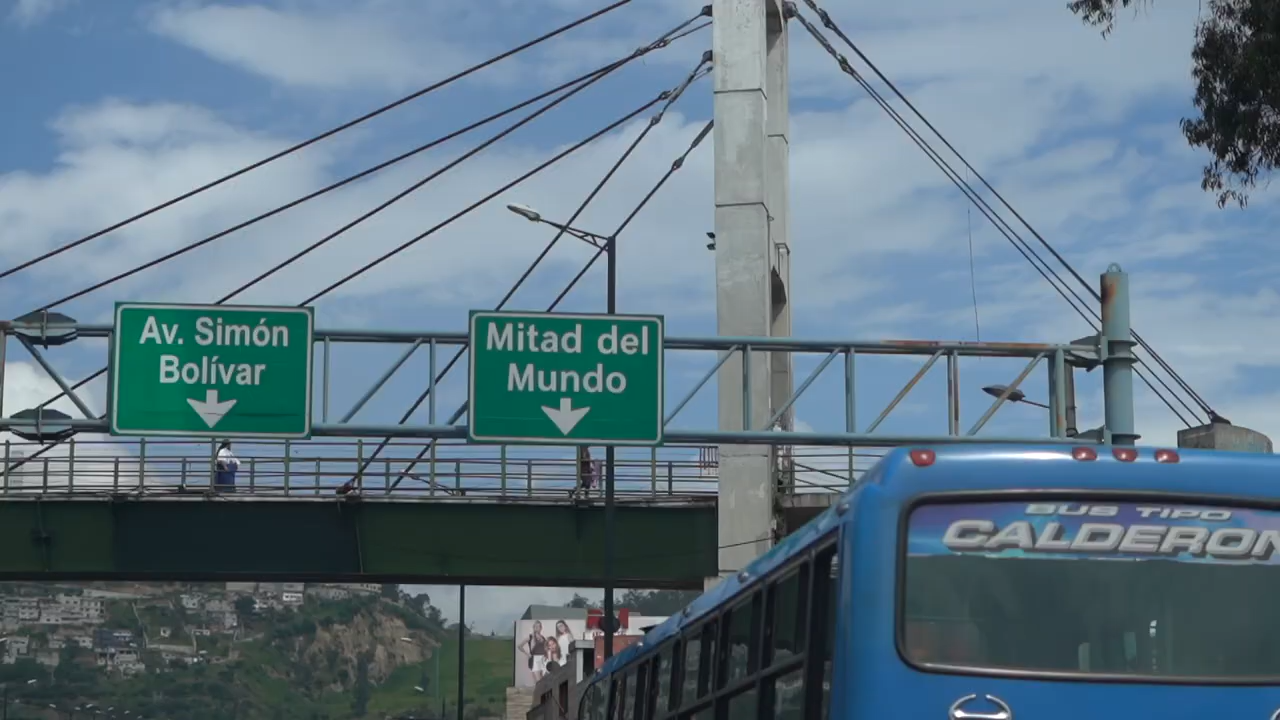 Av. Simón
Bolívar
Mitad del
Mundo
BUS TIPO
CALDERON